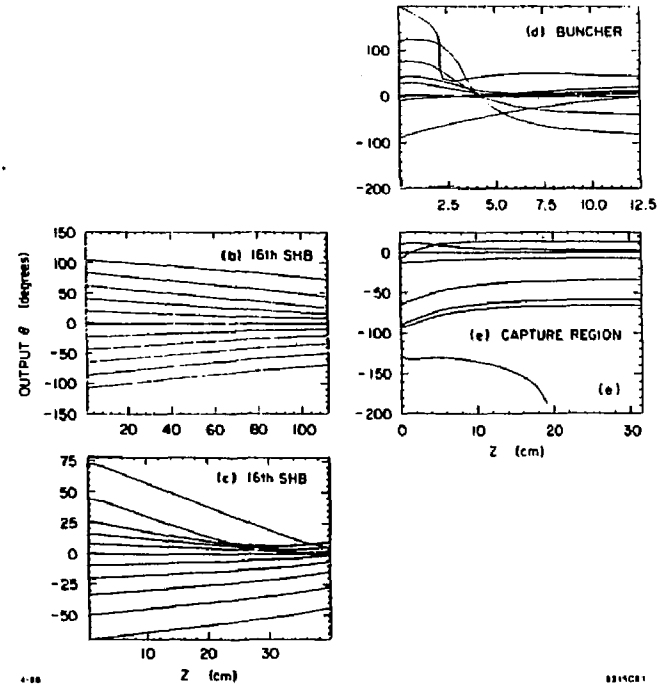 (d) BUNCHER
100
0
-100
-200
2.5 5.0 7.5 10.0 12.5
OUTPUT θ (degrees)
150
100
50
0
-50
-100
-150
(b) 16th SHB
20 40 60 80 100
0
-50
-100
-150
-200
(e) CAPTURE REGION
(e)
0 10 20 30
Z (cm)
75
50
25
0
-25
-50
(c) 16th SHB
10 20 30
Z (cm)